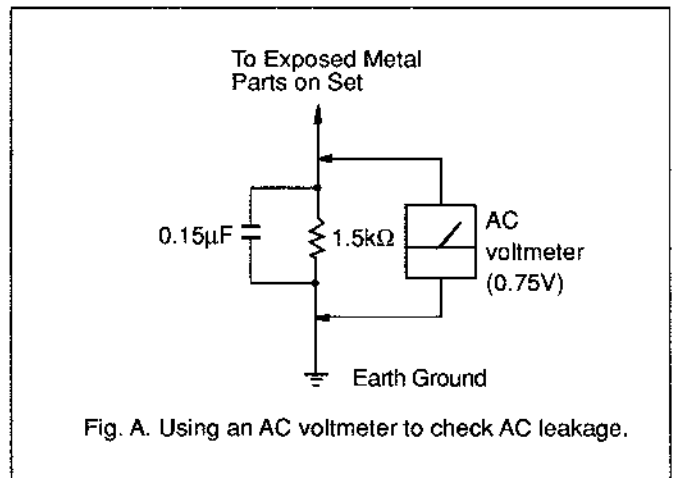 To Exposed Metal
Parts on Set
0.15µF
1.5kΩ
AC
voltmeter
(0.75V)
Earth Ground
Fig. A. Using an AC voltmeter to check AC leakage.